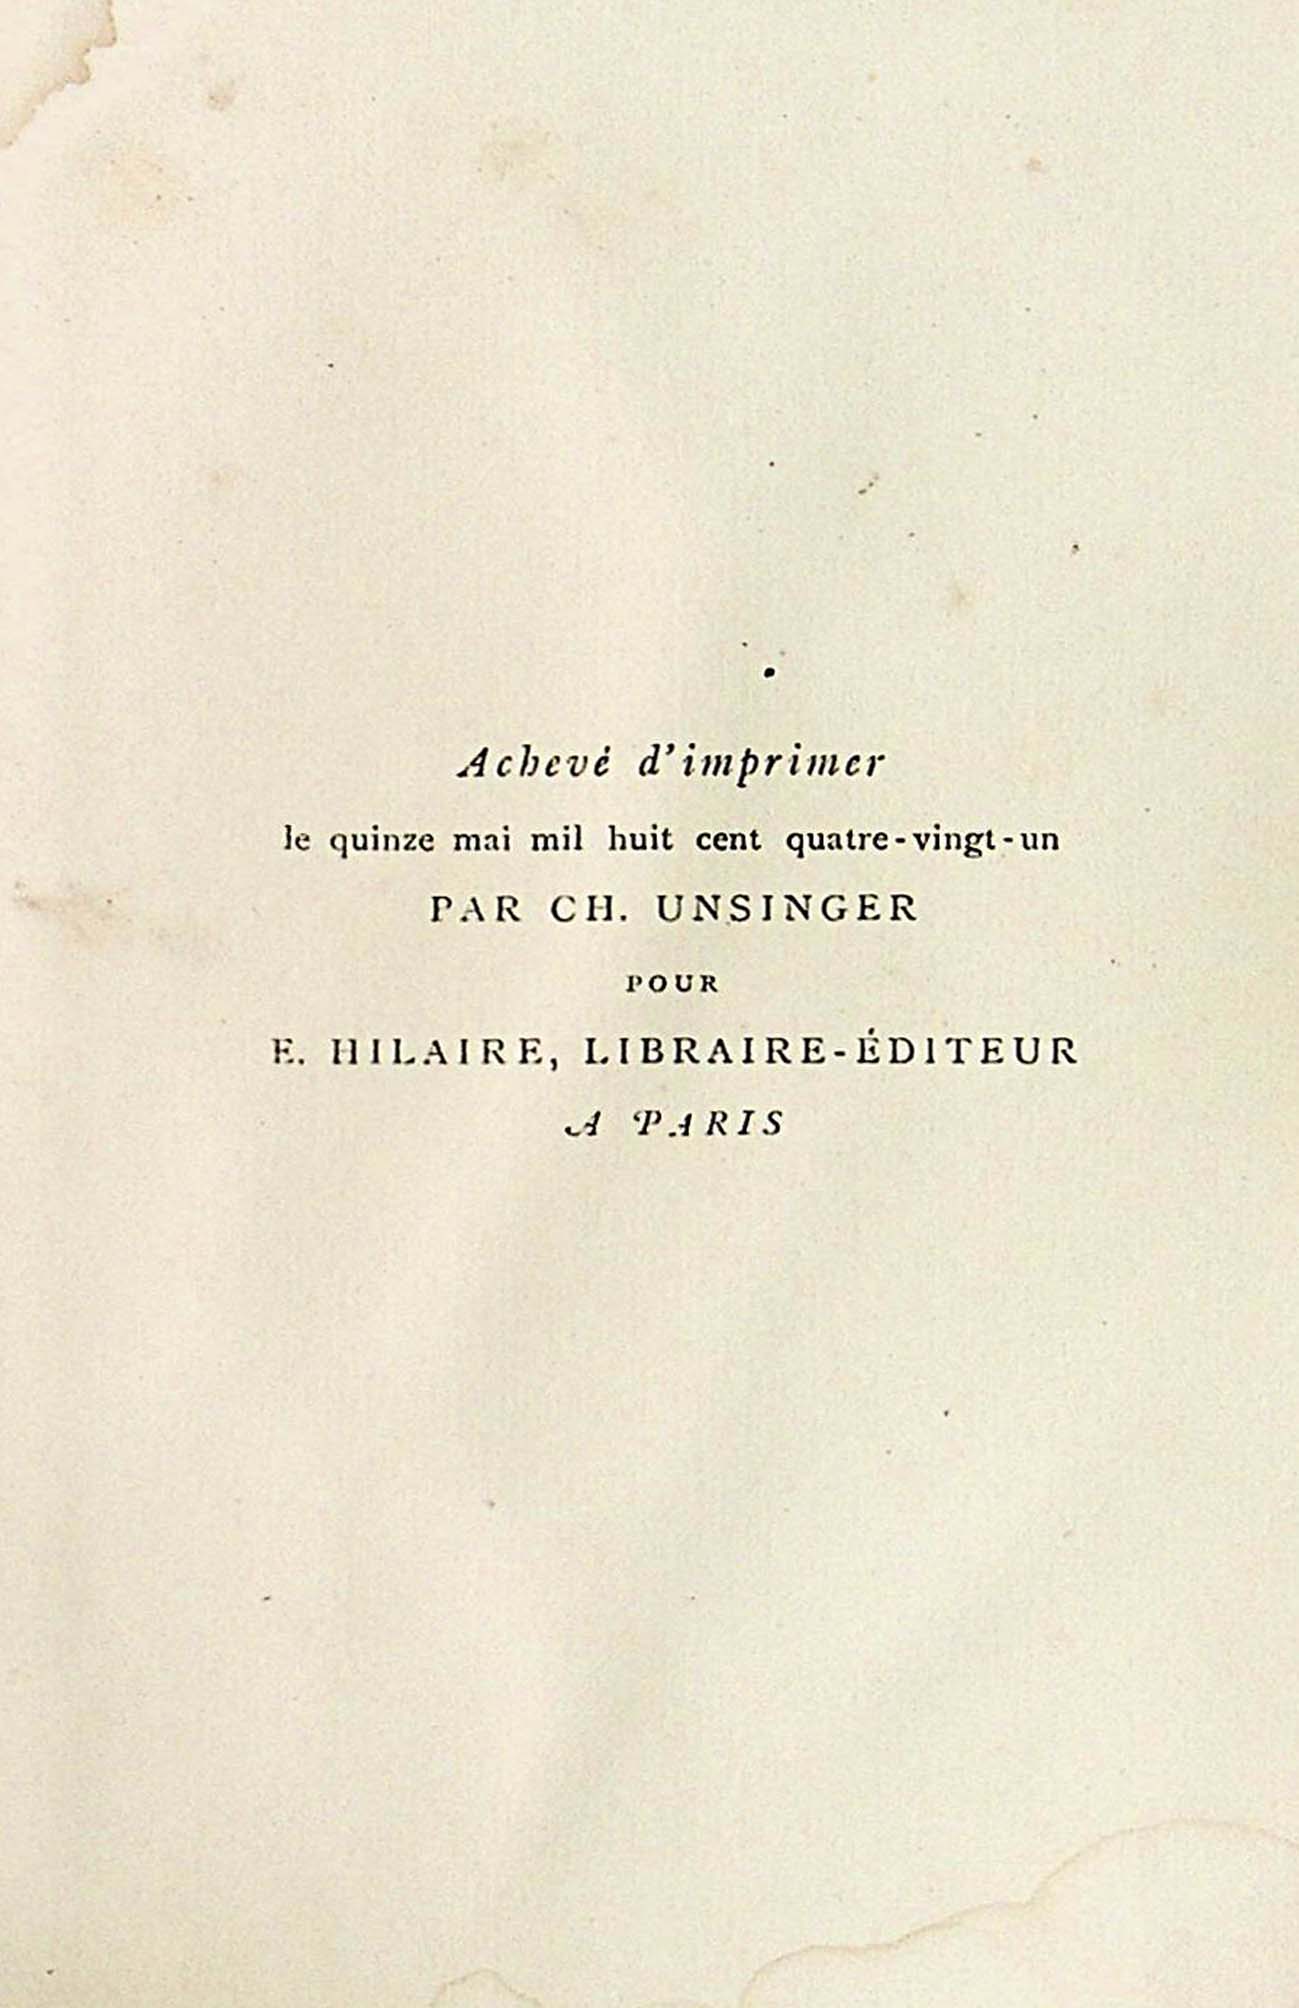 Achevé d'imprimer
le quinze mai mil huit cent quatre-vingt-un
PAR CH. UNSINGER
POUR
E. HILAIRE, LIBRAIRE-ÉDITEUR
A PARIS